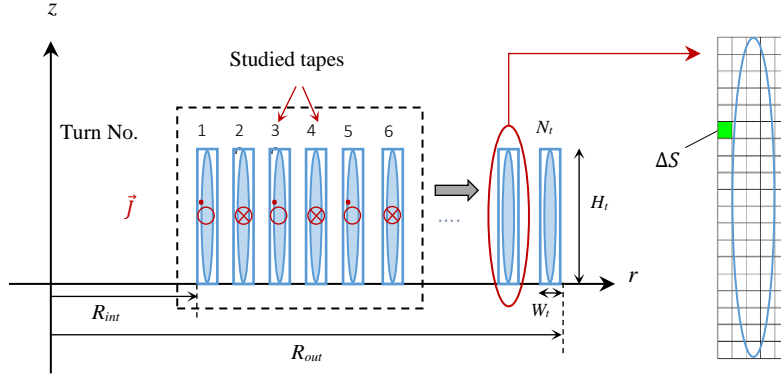 z
Studied tapes
Turn No. 1 2 3 4 5 6 N_t
ΔS
J⃗
H_t
....
r
R_int
W_t
R_out